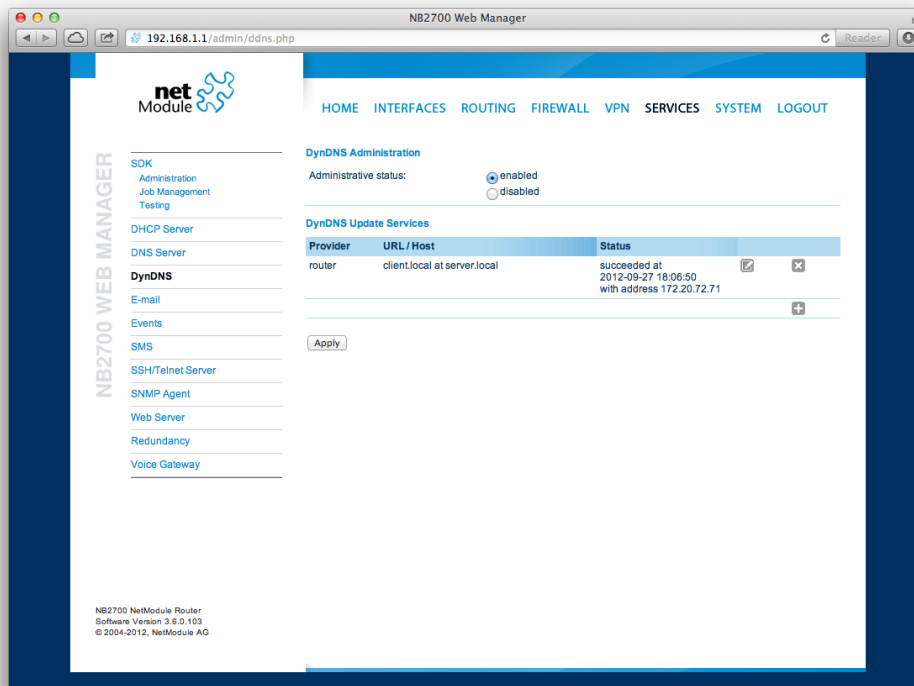 NB2700 Web Manager
192.168.1.1/admin/ddns.php
Reader
net
Module
HOME INTERFACES ROUTING FIREWALL VPN SERVICES SYSTEM LOGOUT
NB2700 WEB MANAGER
SDK
Administration
Job Management
Testing
DHCP Server
DNS Server
DynDNS
E-mail
Events
SMS
SSH/Telnet Server
SNMP Agent
Web Server
Redundancy
Voice Gateway
DynDNS Administration
Administrative status: enabled
disabled
DynDNS Update Services
Provider URL / Host Status
router client.local at server.local succeeded at
2012-09-27 18:06:50
with address 172.20.72.71
Apply
NB2700 NetModule Router
Software Version 3.6.0.103
© 2004-2012, NetModule AG